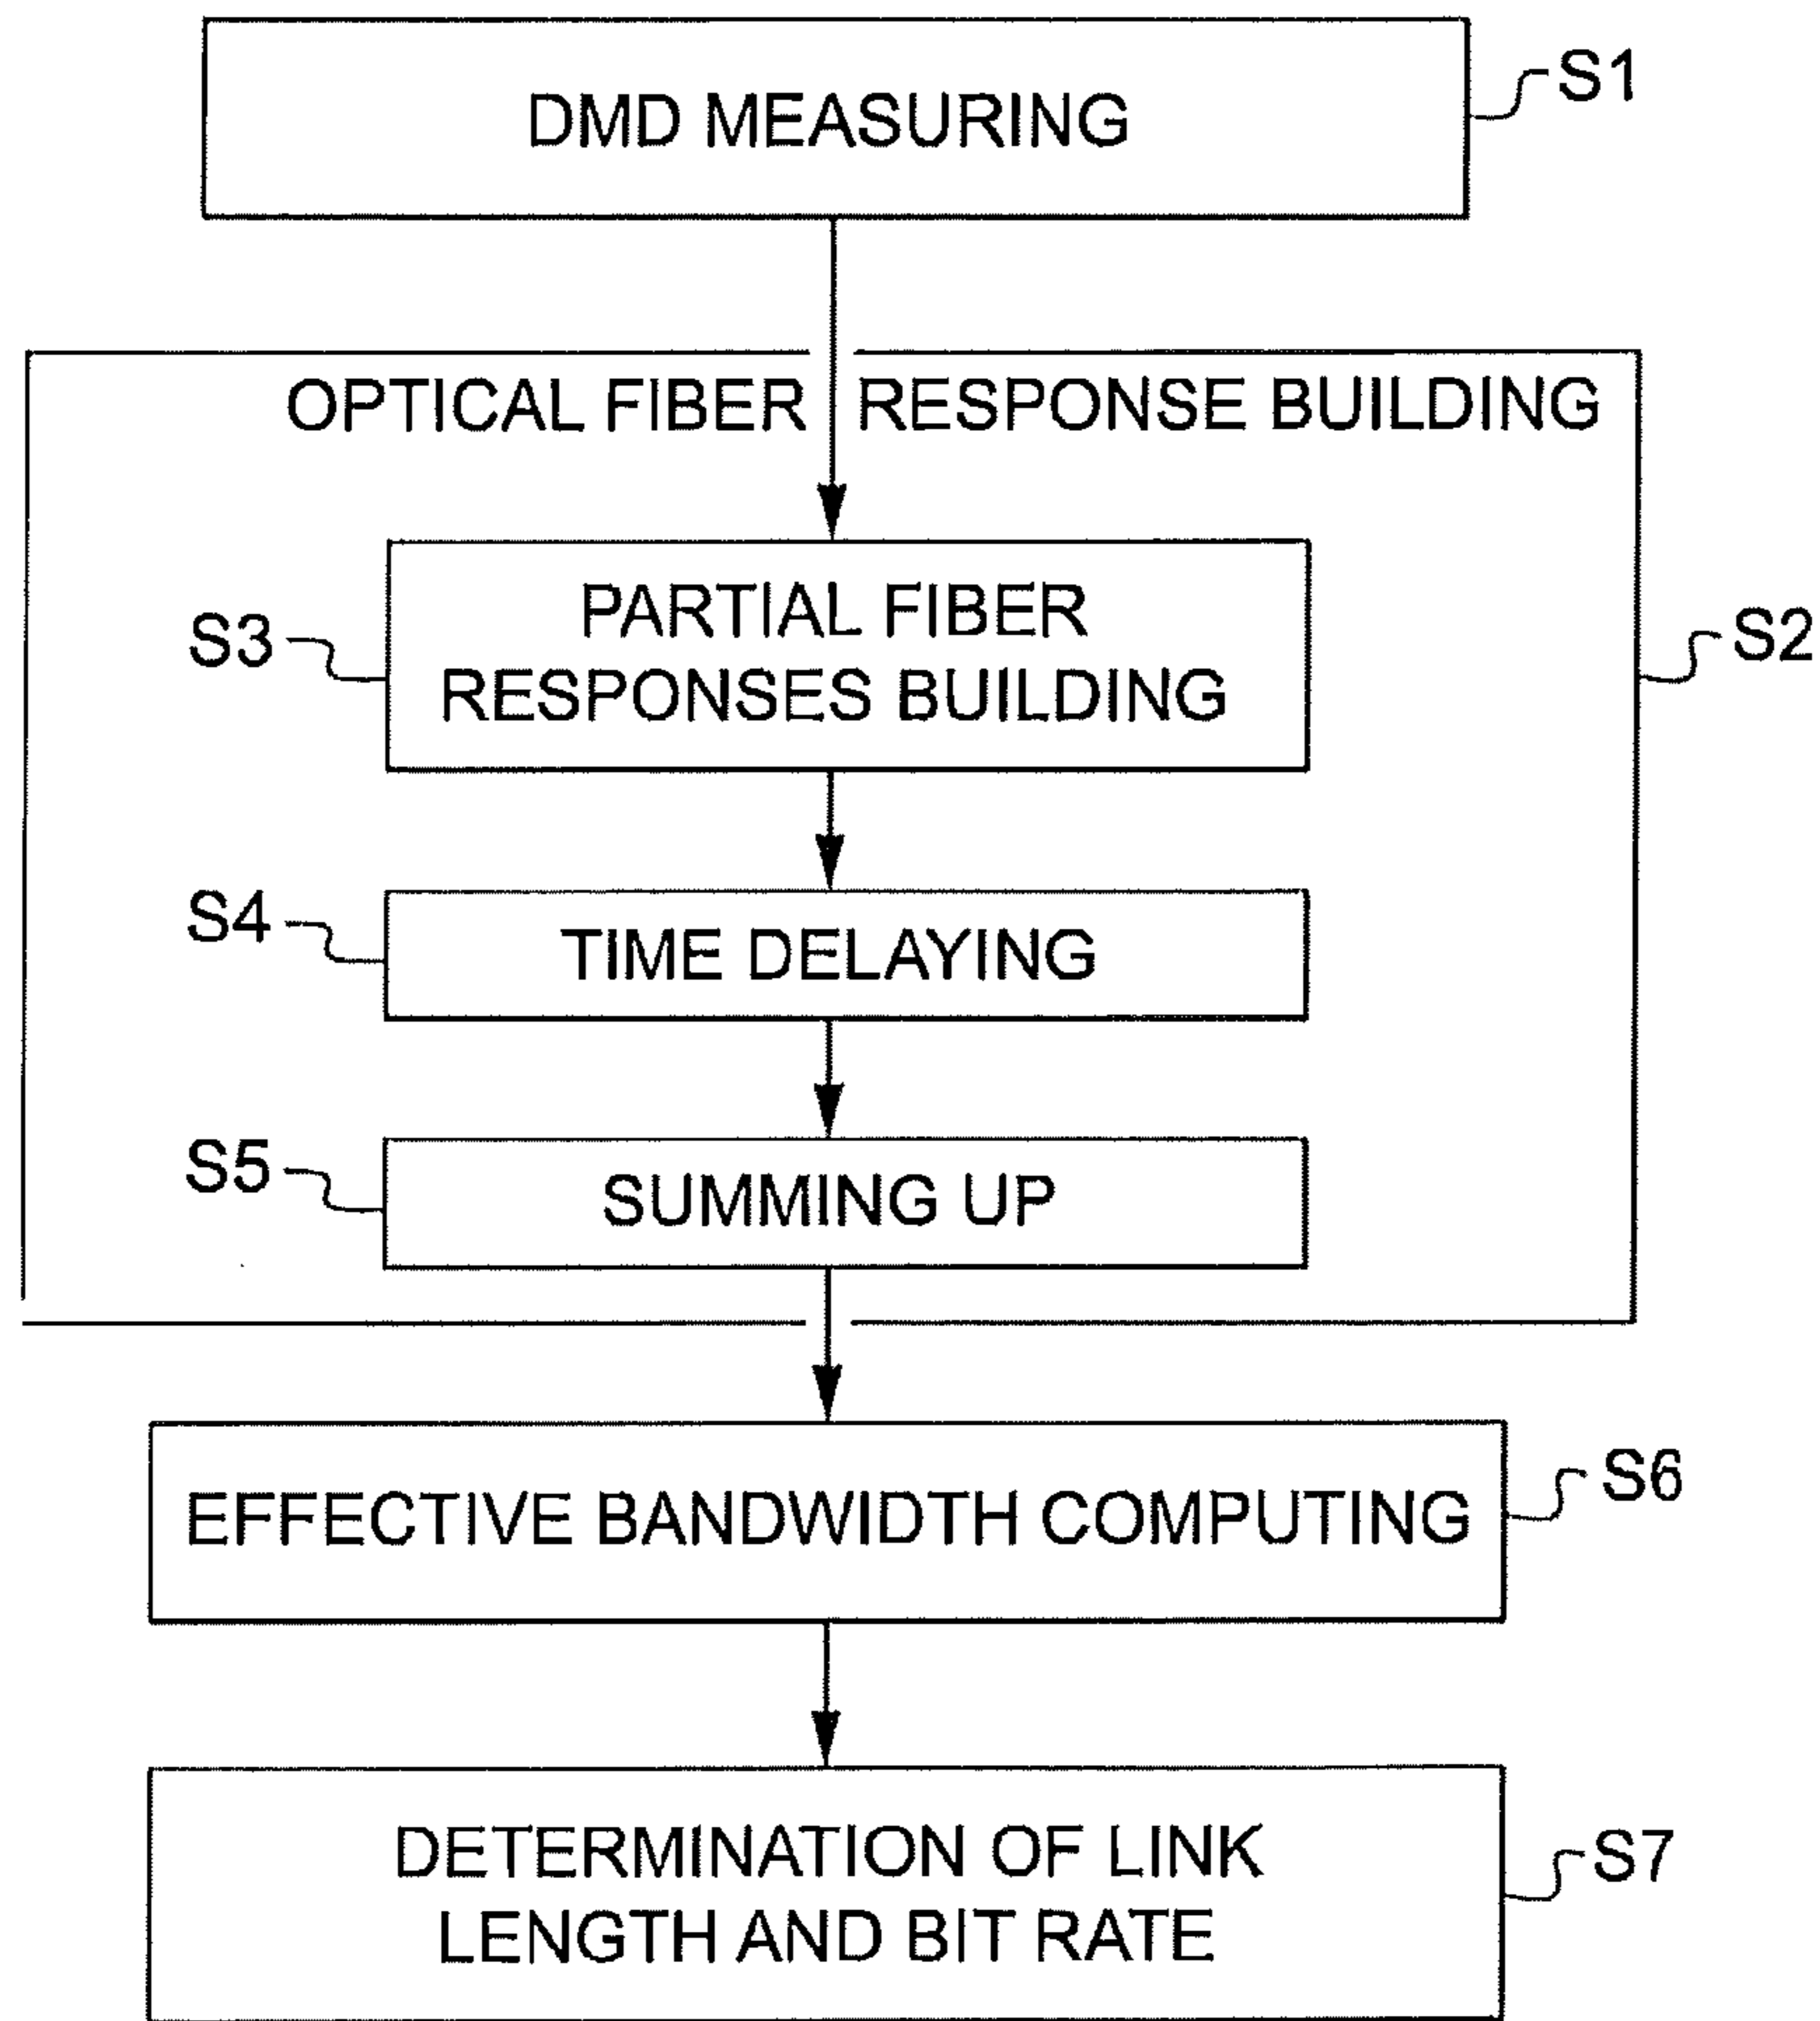 DMD MEASURING
S1
OPTICAL FIBER RESPONSE BUILDING
S2
PARTIAL FIBER
RESPONSES BUILDING
S3
S4
TIME DELAYING
S5
SUMMING UP
EFFECTIVE BANDWIDTH COMPUTING
S6
DETERMINATION OF LINK
LENGTH AND BIT RATE
S7